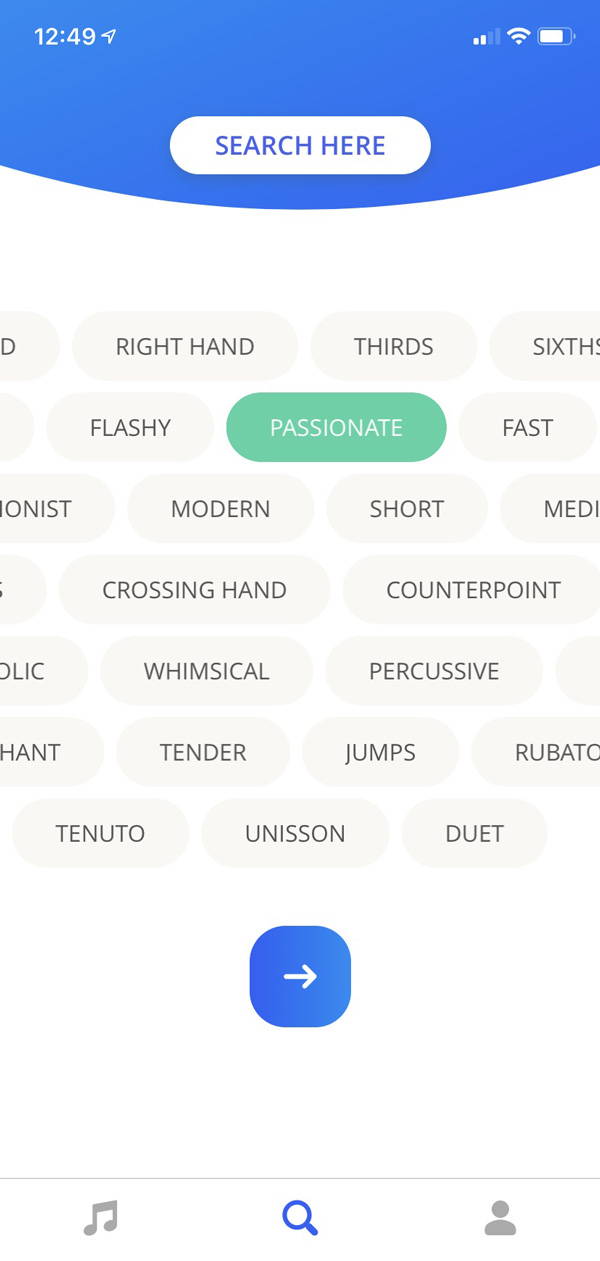 12:49
SEARCH HERE
D RIGHT HAND THIRDS SIXTHS
FLASHY PASSIONATE FAST
IONIST MODERN SHORT MEDI
S CROSSING HAND COUNTERPOINT
OLIC WHIMSICAL PERCUSSIVE
HANT TENDER JUMPS RUBATO
TENUTO UNISSON DUET